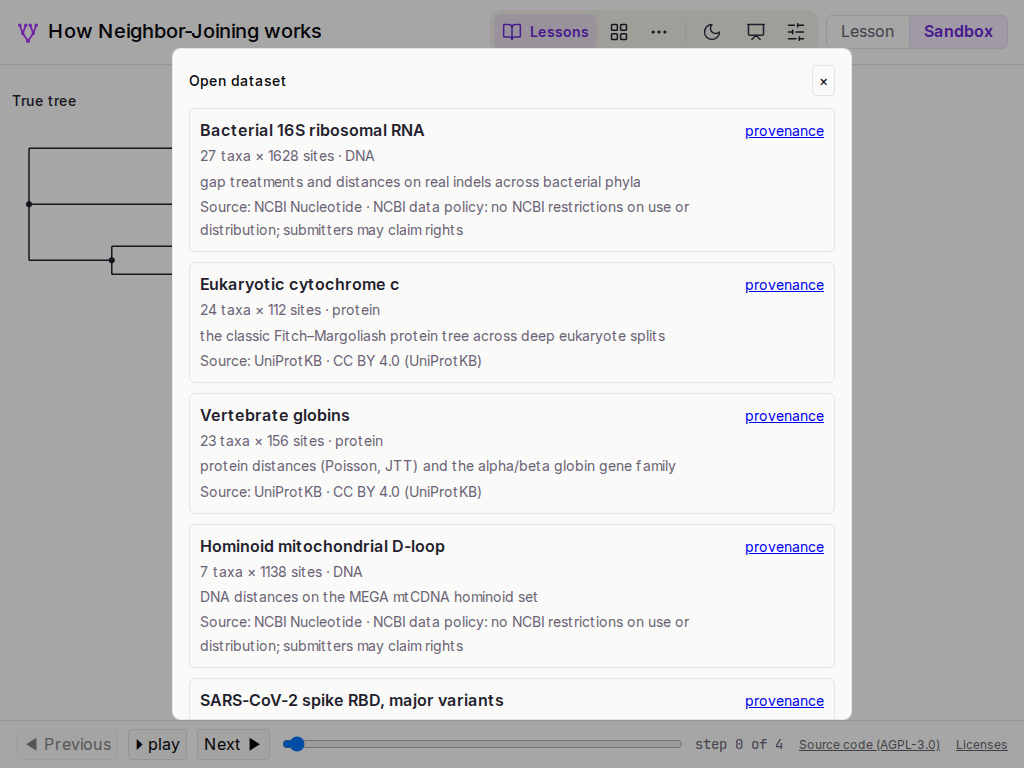 How Neighbor-Joining works
Lessons
Lesson
Sandbox
True tree
Open dataset
×
Bacterial 16S ribosomal RNA
provenance
27 taxa × 1628 sites · DNA
gap treatments and distances on real indels across bacterial phyla
Source: NCBI Nucleotide · NCBI data policy: no NCBI restrictions on use or
distribution; submitters may claim rights
Eukaryotic cytochrome c
provenance
24 taxa × 112 sites · protein
the classic Fitch–Margoliash protein tree across deep eukaryote splits
Source: UniProtKB · CC BY 4.0 (UniProtKB)
Vertebrate globins
provenance
23 taxa × 156 sites · protein
protein distances (Poisson, JTT) and the alpha/beta globin gene family
Source: UniProtKB · CC BY 4.0 (UniProtKB)
Hominoid mitochondrial D-loop
provenance
7 taxa × 1138 sites · DNA
DNA distances on the MEGA mtCDNA hominoid set
Source: NCBI Nucleotide · NCBI data policy: no NCBI restrictions on use or
distribution; submitters may claim rights
SARS-CoV-2 spike RBD, major variants
provenance
Previous
play
Next
step 0 of 4
Source code (AGPL-3.0)
Licenses